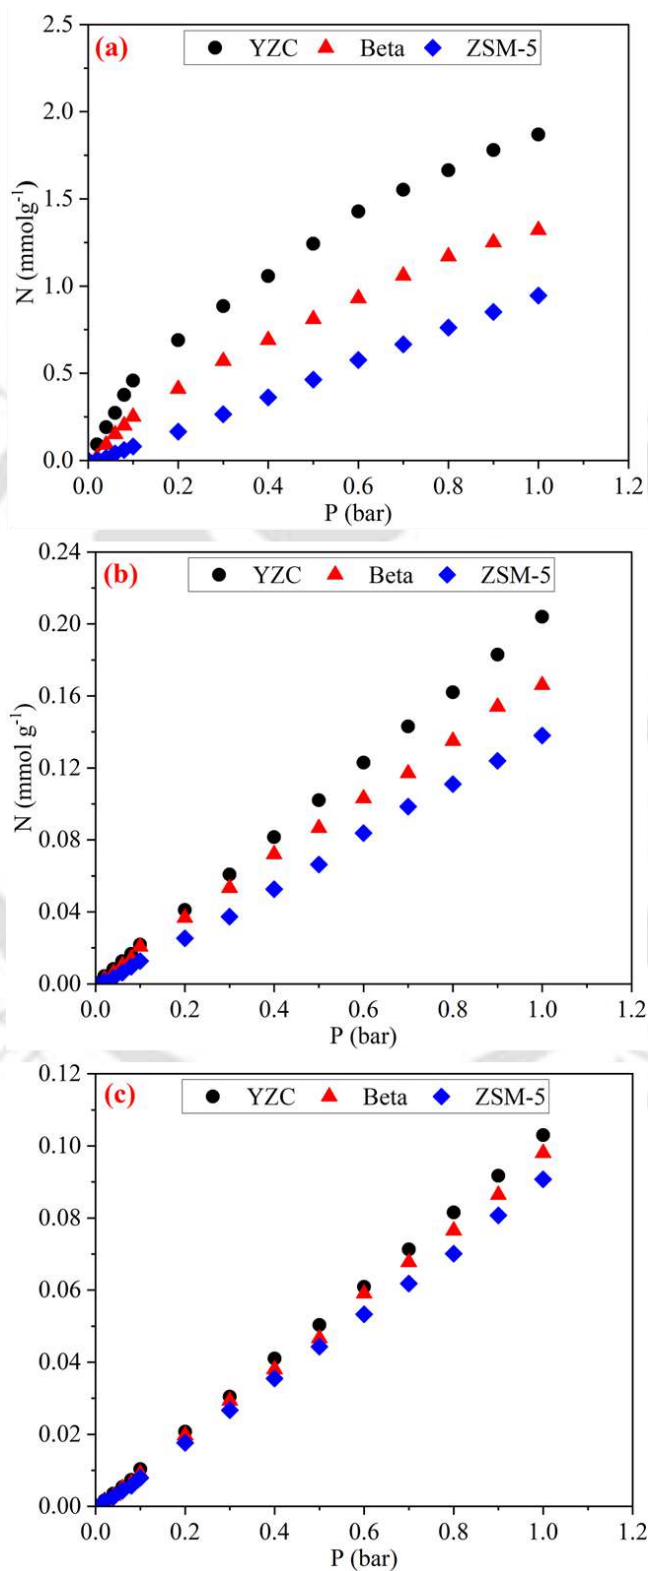 (a) YZC Beta ZSM-5
2.5
2.0
1.5
1.0
0.5
0.0
N (mmolg-1)
0.0 0.2 0.4 0.6 0.8 1.0 1.2
P (bar)
(b) YZC Beta ZSM-5
0.24
0.20
0.16
0.12
0.08
0.04
0.00
N (mmol g-1)
0.0 0.2 0.4 0.6 0.8 1.0 1.2
P (bar)
(c) YZC Beta ZSM-5
0.12
0.10
0.08
0.06
0.04
0.02
0.00
N (mmol g-1)
0.0 0.2 0.4 0.6 0.8 1.0 1.2
P (bar)